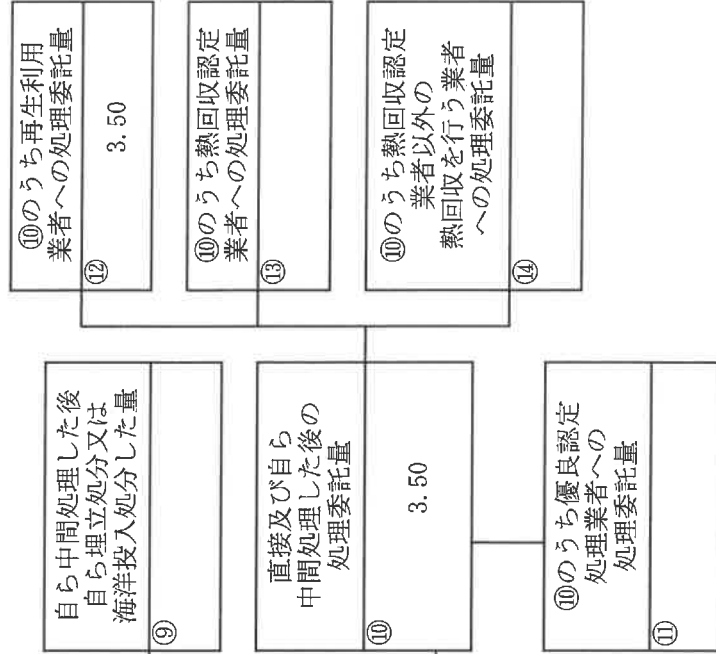 自ら中間処理した後
自ら埋立処分又は
海洋投入処分した量
⑨
直接及び自ら
中間処理した後の
処理委託量
⑩
3.50
⑩のうち優良認定
処理業者への
処理委託量
⑪
⑩のうち再生利用
業者への処理委託量
⑫
3.50
⑩のうち熱回収認定
業者への処理委託量
⑬
⑩のうち熱回収認定
業者以外の
熱回収を行う業者
への処理委託量
⑭